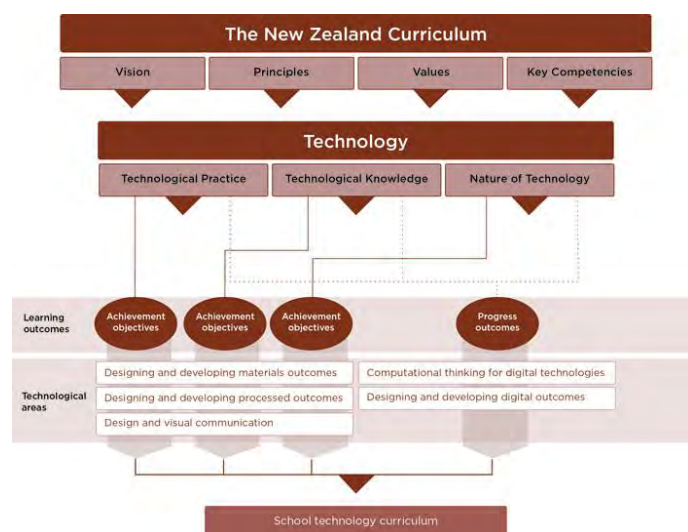 The New Zealand Curriculum
Vision
Principles
Values
Key Competencies
Technology
Technological Practice
Technological Knowledge
Nature of Technology
Learning
outcomes
Achievement
objectives
Achievement
objectives
Achievement
objectives
Progress
outcomes
Technological
areas
Designing and developing materials outcomes
Designing and developing processed outcomes
Design and visual communication
Computational thinking for digital technologies
Designing and developing digital outcomes
School technology curriculum